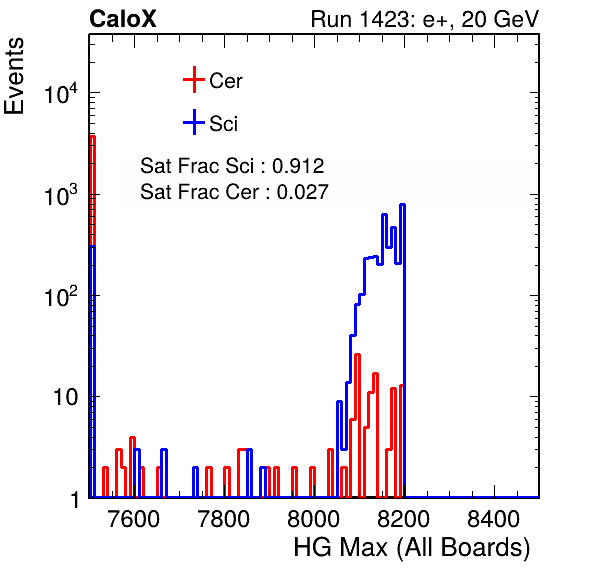 CaloX Run 1423: e+, 20 GeV
Events
Cer
Sci
Sat Frac Sci : 0.912
Sat Frac Cer : 0.027
10⁴
10³
10²
10
1
7600 7800 8000 8200 8400
HG Max (All Boards)